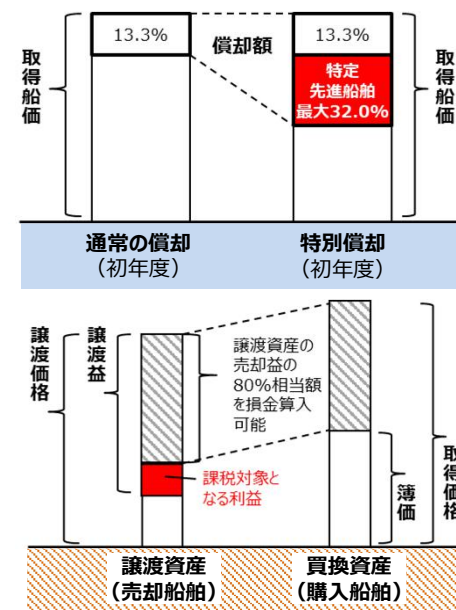 13.3%
償却額
13.3%
特定
先進船舶
最大32.0%
取得船価
取得船価
通常の償却
（初年度）
特別償却
（初年度）
譲渡価格
譲渡益
譲渡資産の
売却益の
80%相当額
を損金算入
可能
課税対象と
なる利益
簿価
取得価格
譲渡資産
（売却船舶）
買換資産
（購入船舶）